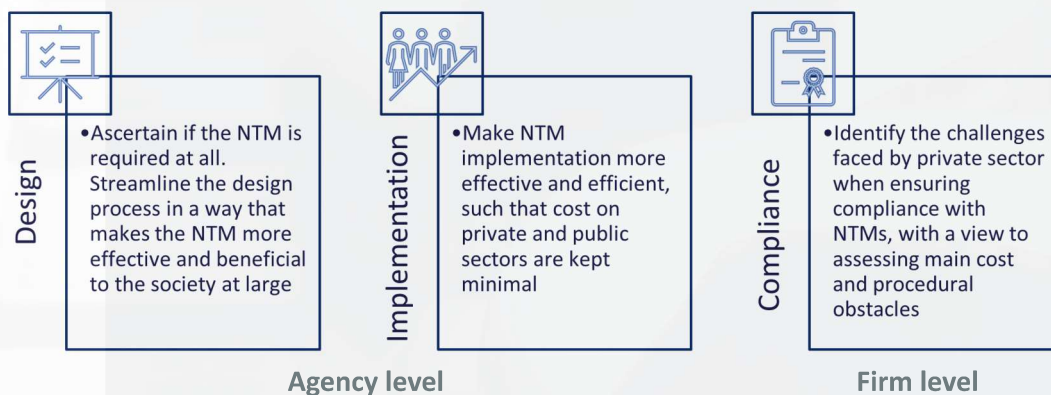 Design
•Ascertain if the NTM is
required at all.
Streamline the design
process in a way that
makes the NTM more
effective and beneficial
to the society at large
Implementation
•Make NTM
implementation more
effective and efficient,
such that cost on
private and public
sectors are kept
minimal
Compliance
•Identify the challenges
faced by private sector
when ensuring
compliance with
NTMs, with a view to
assessing main cost
and procedural
obstacles
Agency level
Firm level